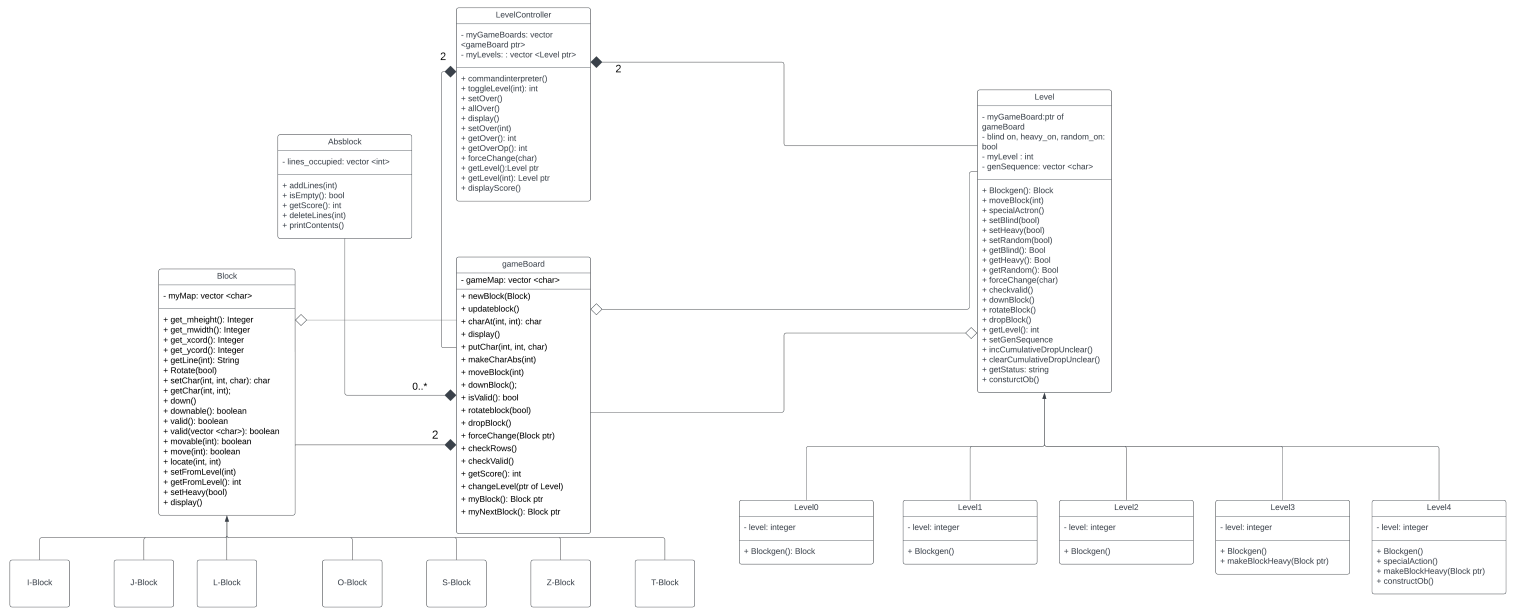 LevelController
- myGameBoards: vector
<gameBoard ptr>
- myLevels: : vector <Level ptr>
+ commandinterpreter()
+ toggleLevel(int): int
+ setOver()
+ allOver()
+ display()
+ setOver(int)
+ getOver(): int
+ getOverOp(): int
+ forceChange(char)
+ getLevel():Level ptr
+ getLevel(int): Level ptr
+ displayScore()
2
2
Level
- myGameBoard:ptr of
gameBoard
- blind on, heavy_on, random_on:
bool
- myLevel : int
- genSequence: vector <char>
+ Blockgen(): Block
+ moveBlock(int)
+ specialActron()
+ setBlind(bool)
+ setHeavy(bool)
+ setRandom(bool)
+ getBlind(): Bool
+ getHeavy(): Bool
+ getRandom(): Bool
+ forceChange(char)
+ checkvalid()
+ downBlock()
+ rotateBlock()
+ dropBlock()
+ getLevel(): int
+ setGenSequence
+ incCumulativeDropUnclear()
+ clearCumulativeDropUnclear()
+ getStatus: string
+ consturctOb()
Absblock
- lines_occupied: vector <int>
+ addLines(int)
+ isEmpty(): bool
+ getScore(): int
+ deleteLines(int)
+ printContents()
gameBoard
- gameMap: vector <char>
+ newBlock(Block)
+ updateblock()
+ charAt(int, int): char
+ display()
+ putChar(int, int, char)
+ makeCharAbs(int)
+ moveBlock(int)
+ downBlock();
+ isValid(): bool
+ rotateblock(bool)
+ dropBlock()
+ forceChange(Block ptr)
+ checkRows()
+ checkValid()
+ getScore(): int
+ changeLevel(ptr of Level)
+ myBlock(): Block ptr
+ myNextBlock(): Block ptr
0..*
2
Block
- myMap: vector <char>
+ get_mheight(): Integer
+ get_mwidth(): Integer
+ get_xcord(): Integer
+ get_ycord(): Integer
+ getLine(int): String
+ Rotate(bool)
+ setChar(int, int, char): char
+ getChar(int, int);
+ down()
+ downable(): boolean
+ valid(): boolean
+ valid(vector <char>): boolean
+ movable(int): boolean
+ move(int): boolean
+ locate(int, int)
+ setFromLevel(int)
+ getFromLevel(): int
+ setHeavy(bool)
+ display()
I-Block
J-Block
L-Block
O-Block
S-Block
Z-Block
T-Block
Level0
- level: integer
+ Blockgen(): Block
Level1
- level: integer
+ Blockgen()
Level2
- level: integer
+ Blockgen()
Level3
- level: integer
+ Blockgen()
+ makeBlockHeavy(Block ptr)
Level4
- level: integer
+ Blockgen()
+ specialAction()
+ makeBlockHeavy(Block ptr)
+ constructOb()